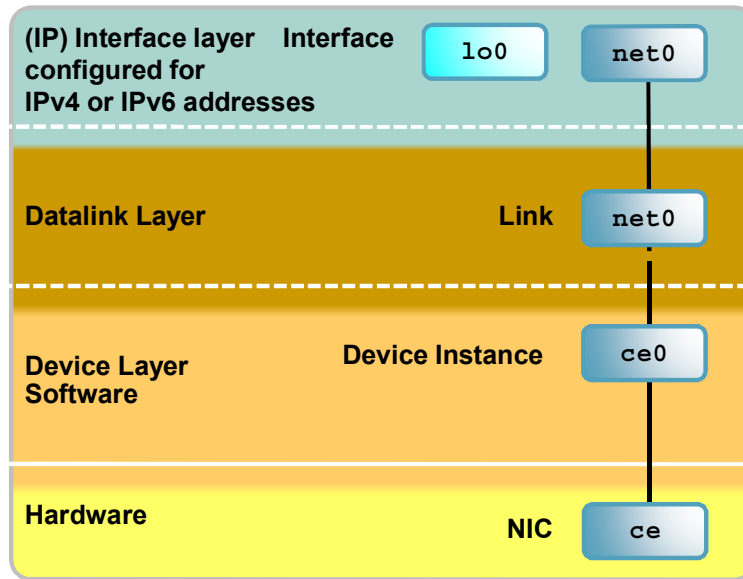 (IP) Interface layer Interface lo0 net0
configured for
IPv4 or IPv6 addresses
Datalink Layer Link net0
Device Instance ce0
Device Layer
Software
Hardware
NIC ce